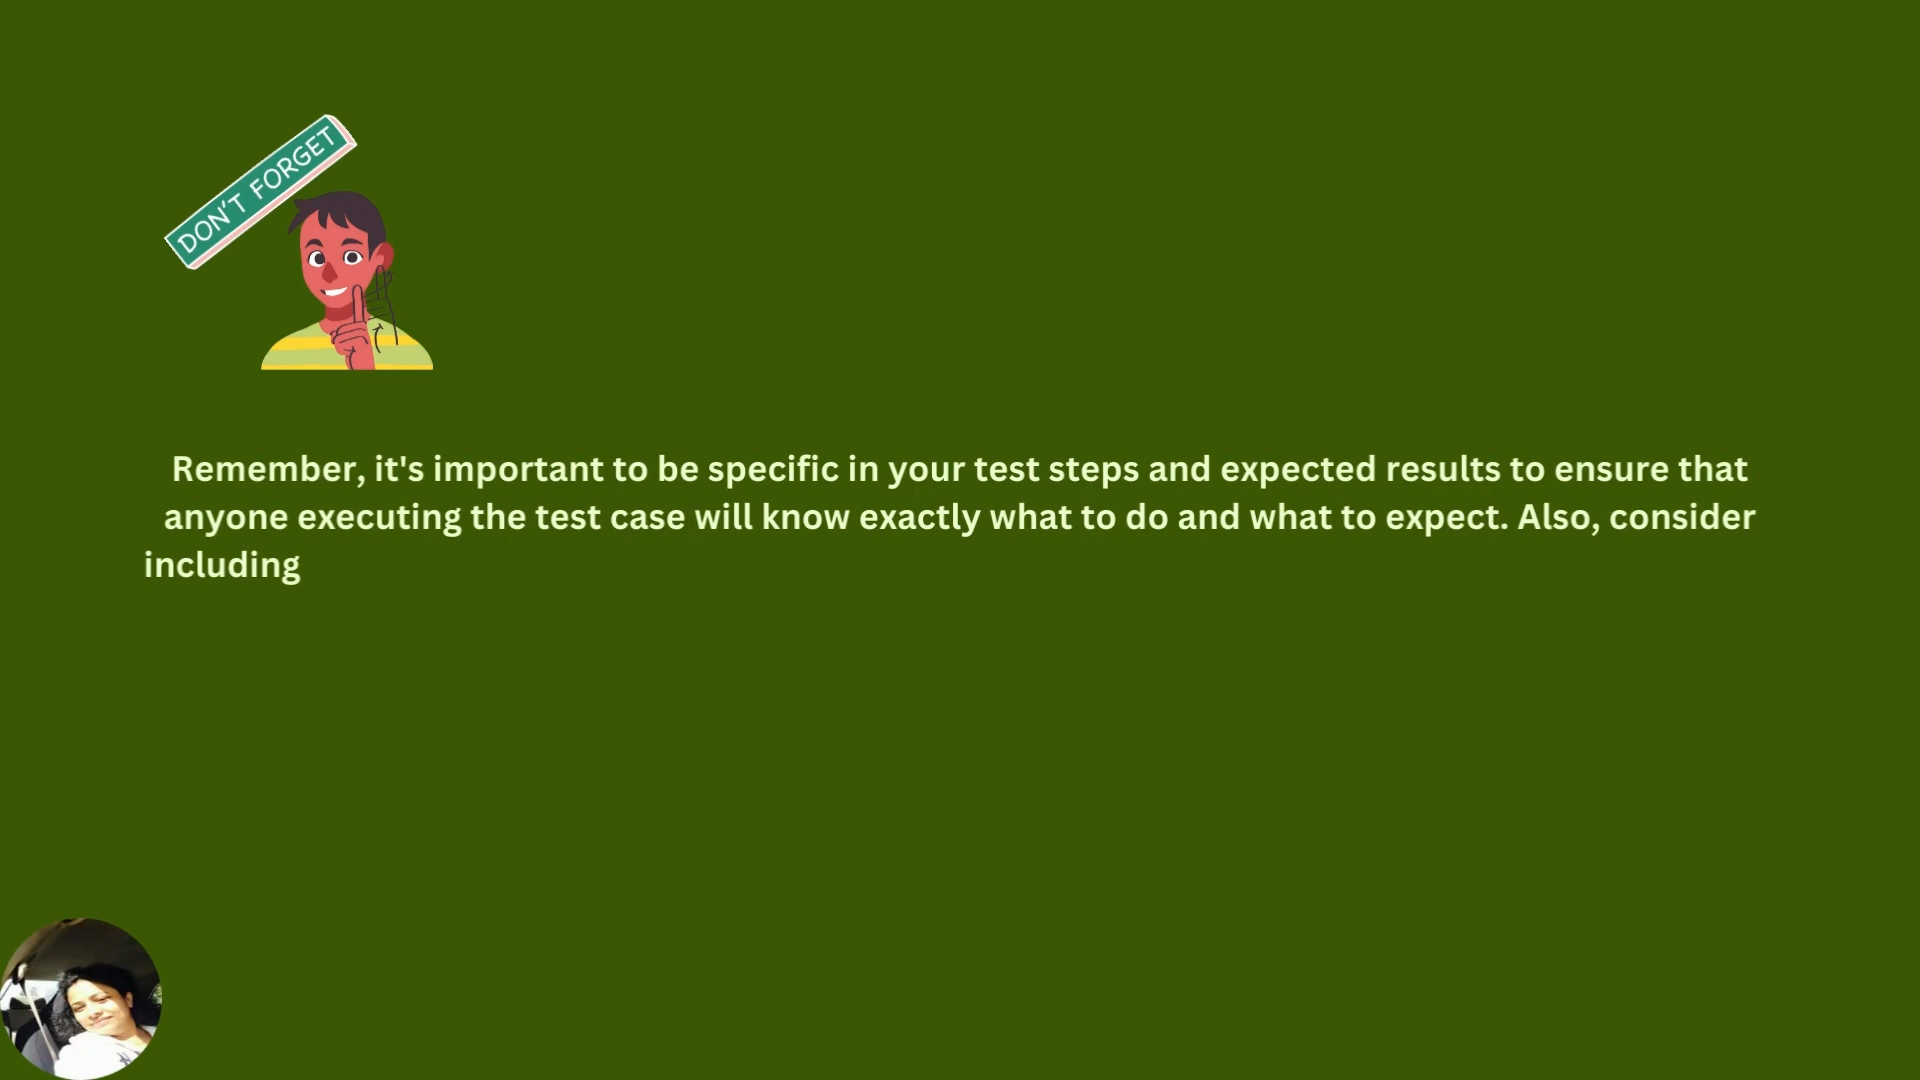 DON'T FORGET
Remember, it's important to be specific in your test steps and expected results to ensure that
anyone executing the test case will know exactly what to do and what to expect. Also, consider
including